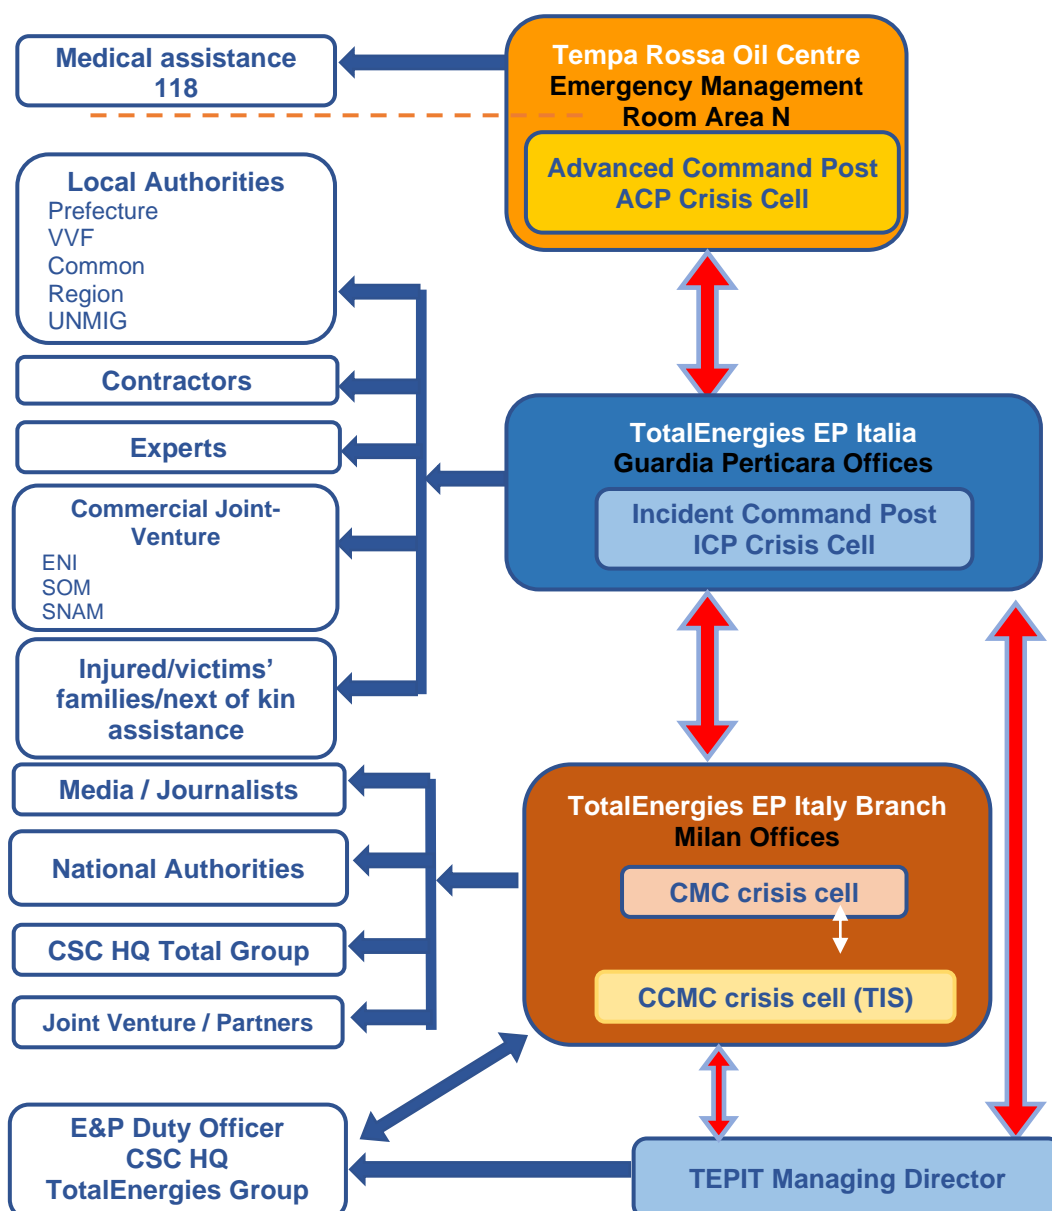 Medical assistance
118
Tempa Rossa Oil Centre
Emergency Management
Room Area N
Advanced Command Post
ACP Crisis Cell
Local Authorities
Prefecture
VVF
Common
Region
UNMIG
Contractors
Experts
Commercial Joint-
Venture
ENI
SOM
SNAM
Injured/victims’
families/next of kin
assistance
TotalEnergies EP Italia
Guardia Perticara Offices
Incident Command Post
ICP Crisis Cell
Media / Journalists
National Authorities
CSC HQ Total Group
Joint Venture / Partners
TotalEnergies EP Italy Branch
Milan Offices
CMC crisis cell
CCMC crisis cell (TIS)
E&P Duty Officer
CSC HQ
TotalEnergies Group
TEPIT Managing Director